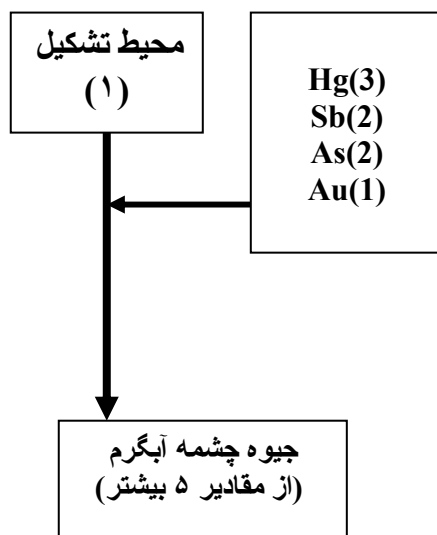 محیط تشکیل
(۱)
Hg(3)
Sb(2)
As(2)
Au(1)
جیوه چشمه آبگرم
(از مقادیر ۵ بیشتر)